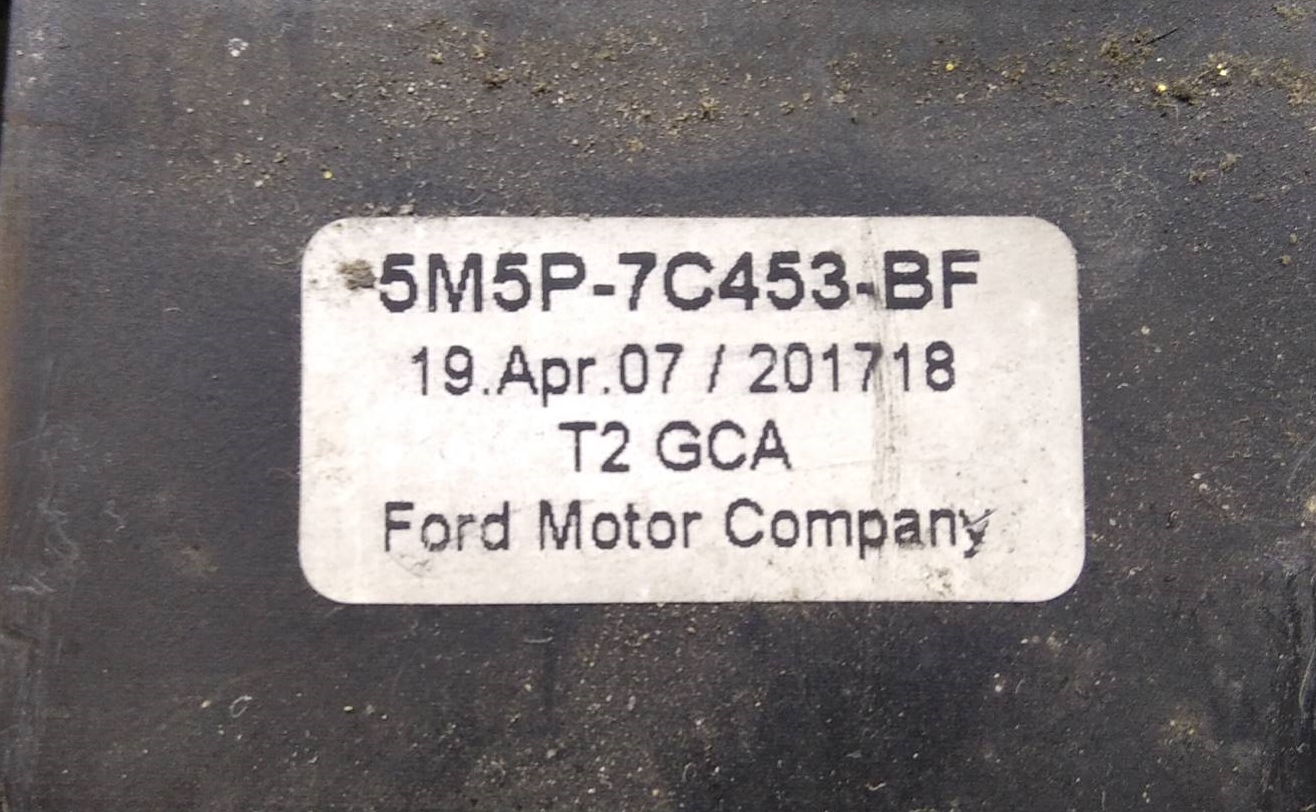 5M5P-7C453-BF
19.Apr.07 / 201718
T2 GCA
Ford Motor Company